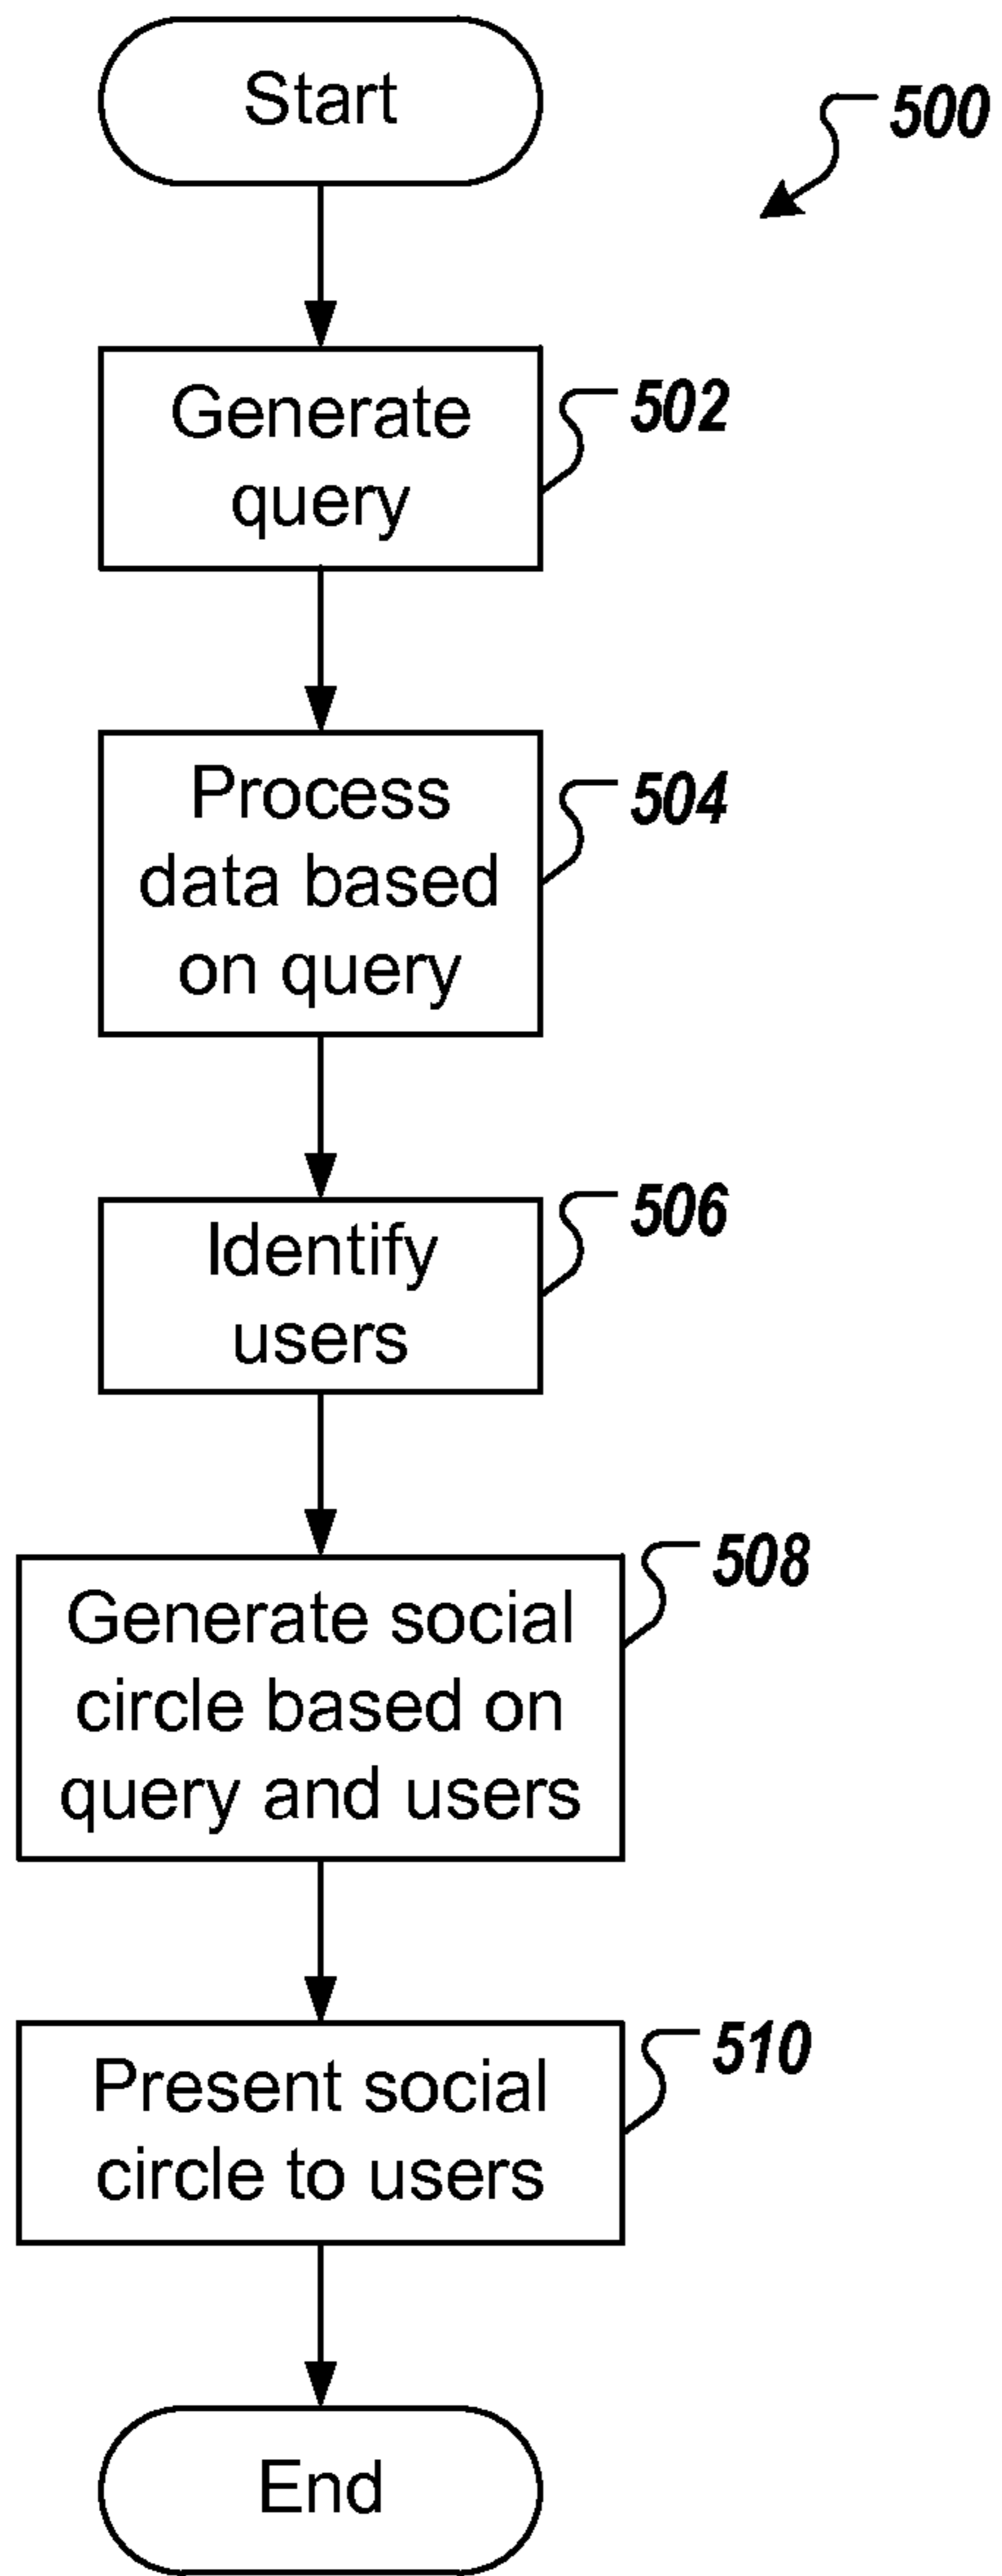 Start
500
Generate
query
502
Process
data based
on query
504
Identify
users
506
Generate social
circle based on
query and users
508
Present social
circle to users
510
End